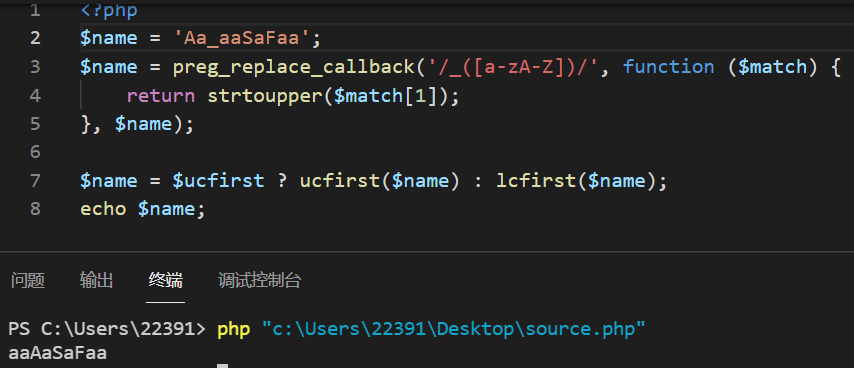 1 <?php
2 $name = 'Aa_aaSaFaa';
3 $name = preg_replace_callback('/_([a-zA-Z])/', function ($match) {
4     return strtoupper($match[1]);
5 }, $name);
6
7 $name = $ucfirst ? ucfirst($name) : lcfirst($name);
8 echo $name;
问题 输出 终端 调试控制台
PS C:\Users\22391> php "c:\Users\22391\Desktop\source.php"
aaAaSaFaa